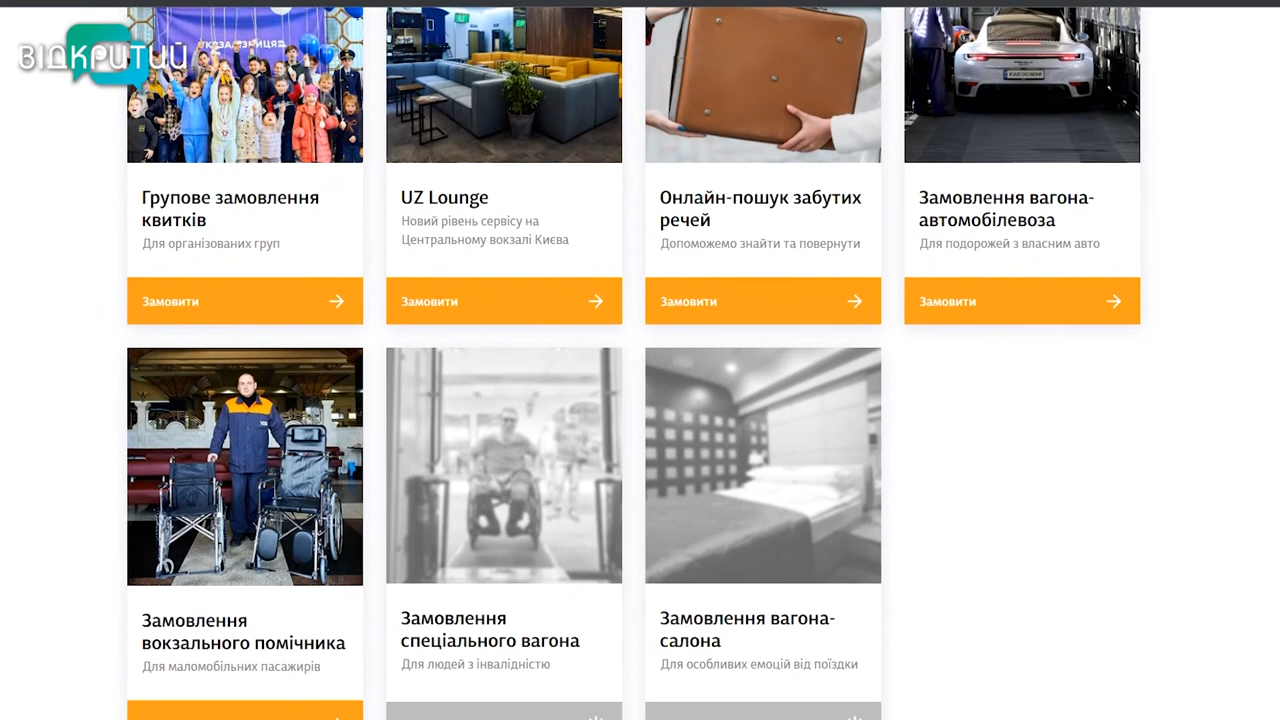 ВІДКРИТИЙ
УКРЗАЛІЗНИЦЯ
Групове замовлення
квитків
Для організованих груп
Замовити
UZ Lounge
Новий рівень сервісу на
Центральному вокзалі Києва
Замовити
Онлайн-пошук забутих
речей
Допоможемо знайти та повернути
Замовити
Замовлення вагона-
автомобілевоза
Для подорожей з власним авто
Замовити
Замовлення
вокзального помічника
Для маломобільних пасажирів
Замовлення
спеціального вагона
Для людей з інвалідністю
Замовлення вагона-
салона
Для особливих емоцій від поїздки